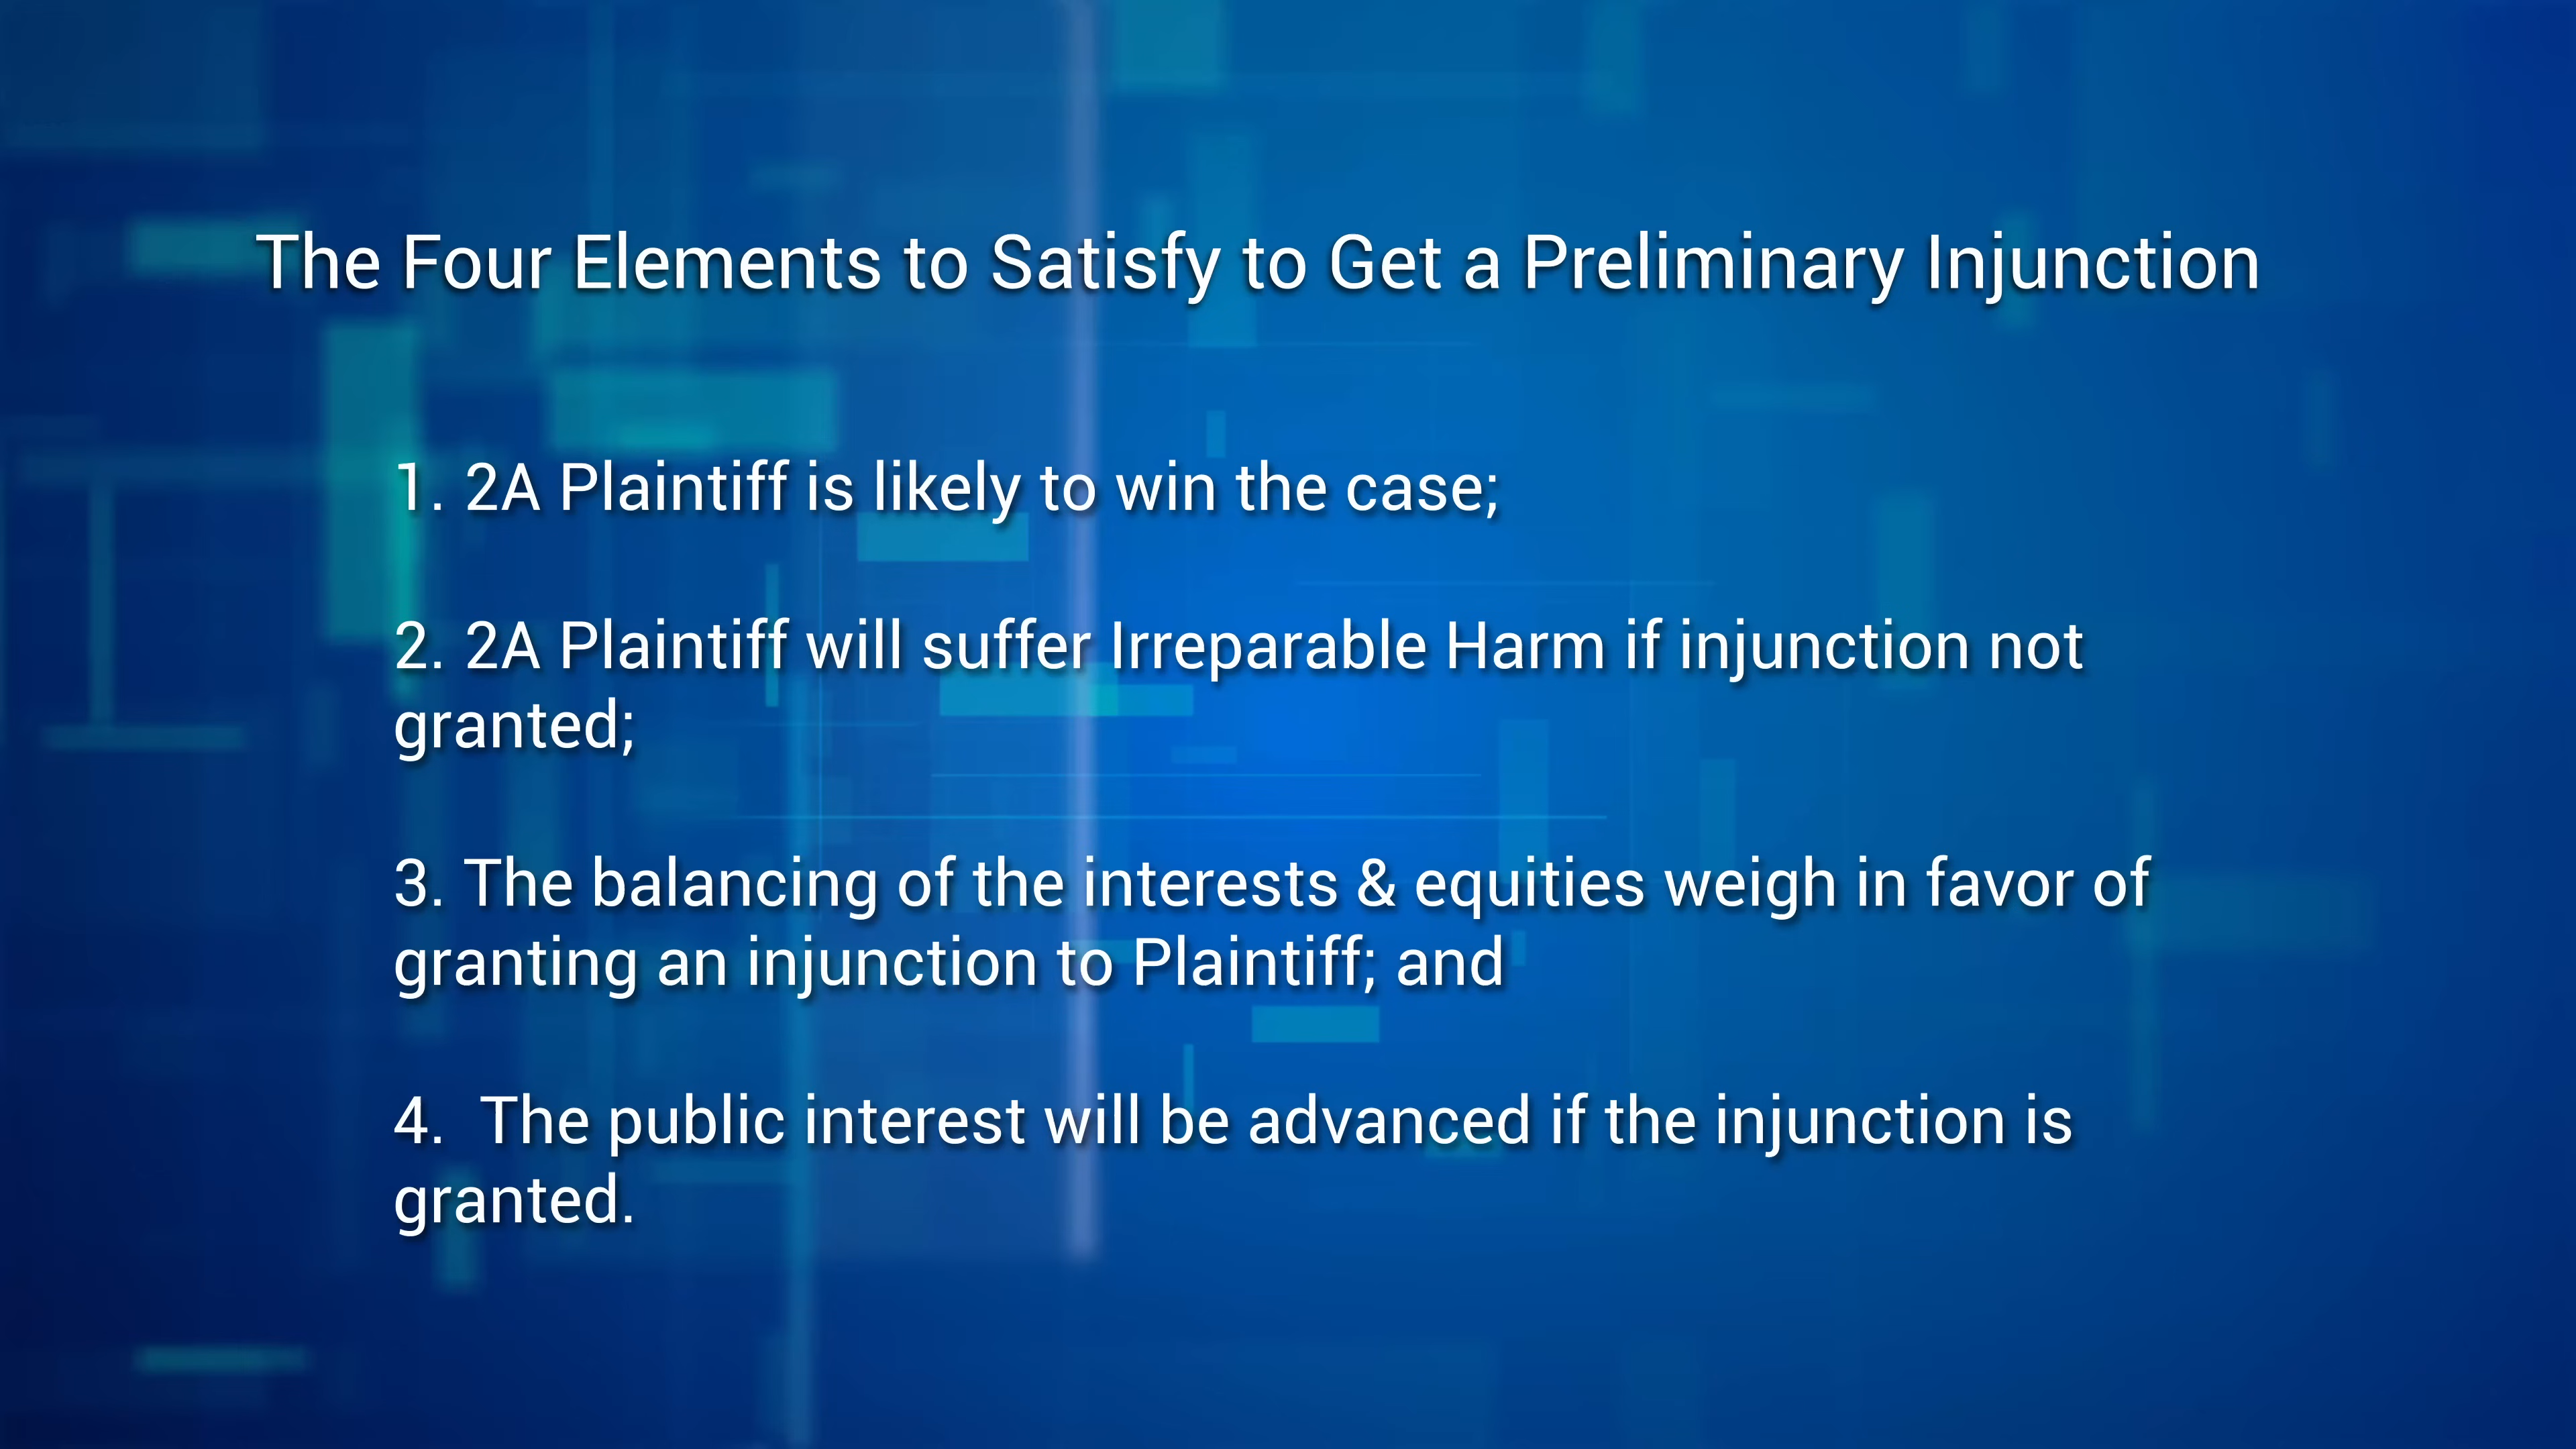 The Four Elements to Satisfy to Get a Preliminary Injunction
1. 2A Plaintiff is likely to win the case;
2. 2A Plaintiff will suffer Irreparable Harm if injunction not
granted;
3. The balancing of the interests & equities weigh in favor of
granting an injunction to Plaintiff; and
4.  The public interest will be advanced if the injunction is
granted.